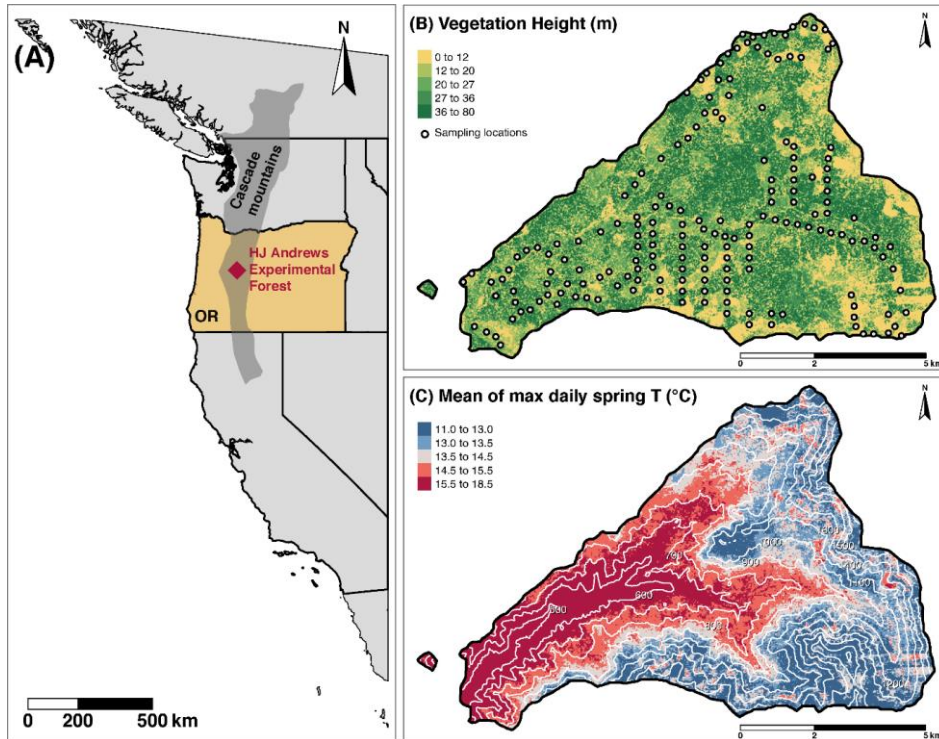 (A)
N
Cascade
mountains
HJ Andrews
Experimental
Forest
OR
0 200 500 km
(B) Vegetation Height (m)
N
0 to 12
12 to 20
20 to 27
27 to 36
36 to 80
Sampling locations
0 2 5 km
(C) Mean of max daily spring T (°C)
N
11.0 to 13.0
13.0 to 13.5
13.5 to 14.5
14.5 to 15.5
15.5 to 18.5
700
900
600
0 2 5 km